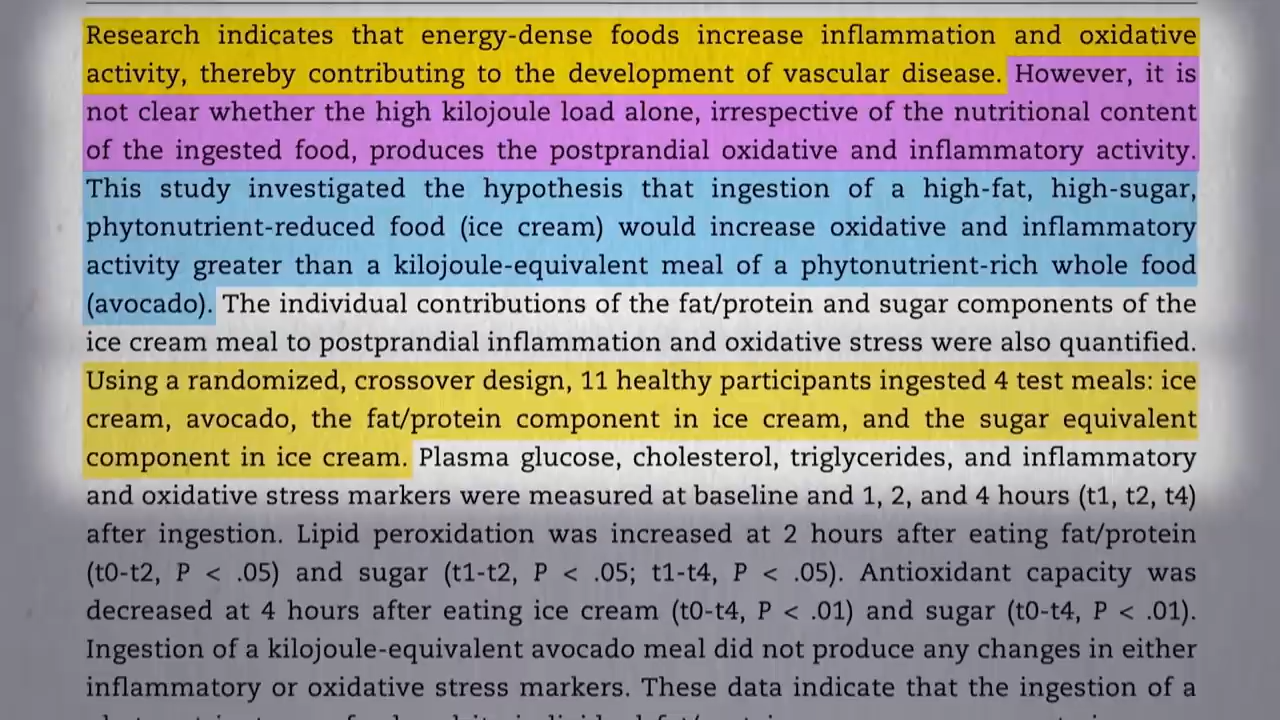 Research indicates that energy-dense foods increase inflammation and oxidative
activity, thereby contributing to the development of vascular disease. However, it is
not clear whether the high kilojoule load alone, irrespective of the nutritional content
of the ingested food, produces the postprandial oxidative and inflammatory activity.
This study investigated the hypothesis that ingestion of a high-fat, high-sugar,
phytonutrient-reduced food (ice cream) would increase oxidative and inflammatory
activity greater than a kilojoule-equivalent meal of a phytonutrient-rich whole food
(avocado). The individual contributions of the fat/protein and sugar components of the
ice cream meal to postprandial inflammation and oxidative stress were also quantified.
Using a randomized, crossover design, 11 healthy participants ingested 4 test meals: ice
cream, avocado, the fat/protein component in ice cream, and the sugar equivalent
component in ice cream. Plasma glucose, cholesterol, triglycerides, and inflammatory
and oxidative stress markers were measured at baseline and 1, 2, and 4 hours (t1, t2, t4)
after ingestion. Lipid peroxidation was increased at 2 hours after eating fat/protein
(t0-t2, P < .05) and sugar (t1-t2, P < .05; t1-t4, P < .05). Antioxidant capacity was
decreased at 4 hours after eating ice cream (t0-t4, P < .01) and sugar (t0-t4, P < .01).
Ingestion of a kilojoule-equivalent avocado meal did not produce any changes in either
inflammatory or oxidative stress markers. These data indicate that the ingestion of a